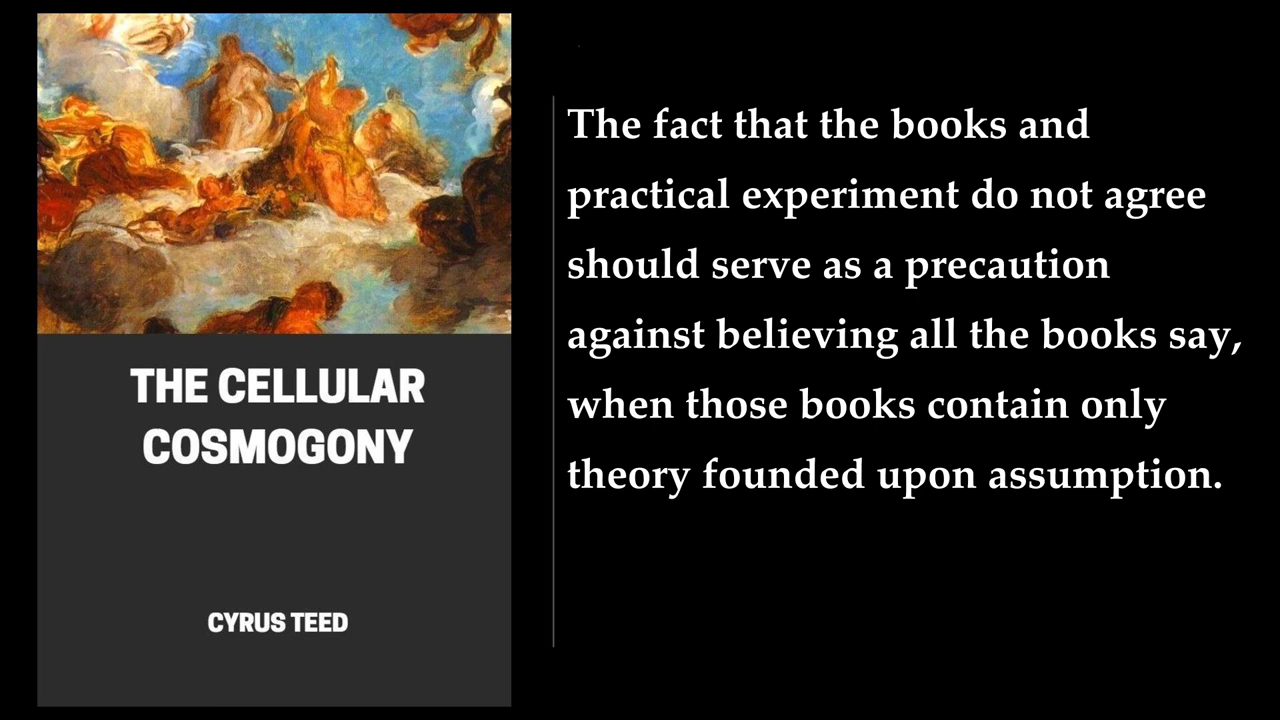 THE CELLULAR
COSMOGONY
CYRUS TEED
The fact that the books and
practical experiment do not agree
should serve as a precaution
against believing all the books say,
when those books contain only
theory founded upon assumption.